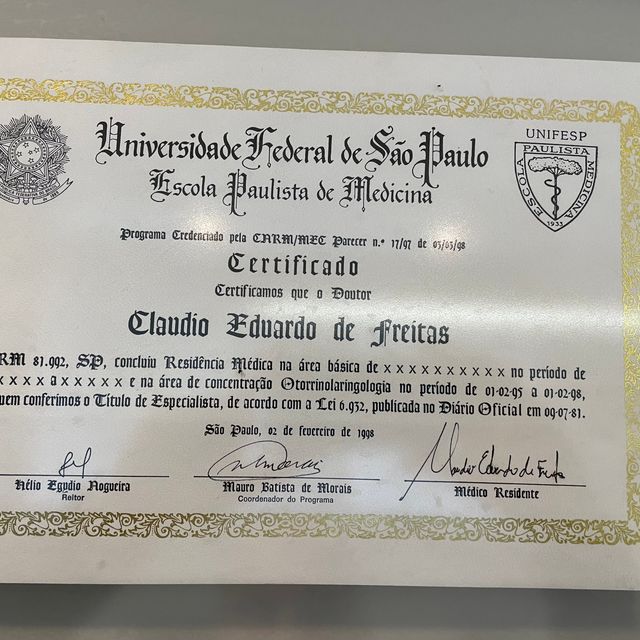 Universidade Federal de São Paulo
Escola Paulista de Medicina
UNIFESP
ESCOLA PAULISTA MEDICINA
1933
Programa Credenciado pela CNRM/MEC Parecer n.º 17/97 de 05/03/98
Certificado
Certificamos que o Doutor
Claudio Eduardo de Freitas
RM 81.992, SP, concluiu Residência Médica na área básica de x x x x x x x x x x no período de
x x x x a x x x x x e na área de concentração Otorrinolaringologia no período de 01-02-95 a 01-02-98,
uem conferimos o Título de Especialista, de acordo com a Lei 6.932, publicada no Diário Official em 09-07-81.
São Paulo, 02 de fevereiro de 1998
Hélio Egydio Nogueira
Reitor
Mauro Batista de Morais
Coordenador do Programa
Claudio Eduardo de Freitas
Médico Residente